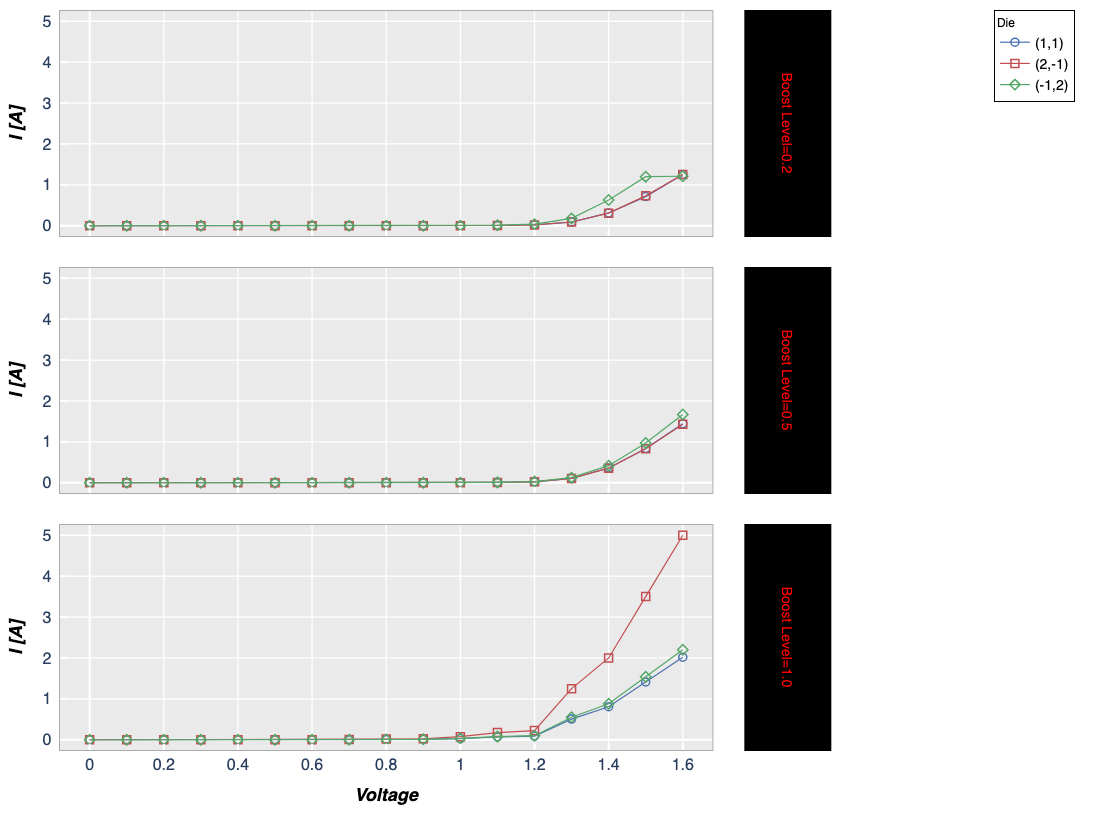 5
4
3
2
1
0
I [A]
Boost Level=0.2
Die
(1,1)
(2,-1)
(-1,2)
5
4
3
2
1
0
I [A]
Boost Level=0.5
5
4
3
2
1
0
I [A]
Boost Level=1.0
0 0.2 0.4 0.6 0.8 1 1.2 1.4 1.6
Voltage